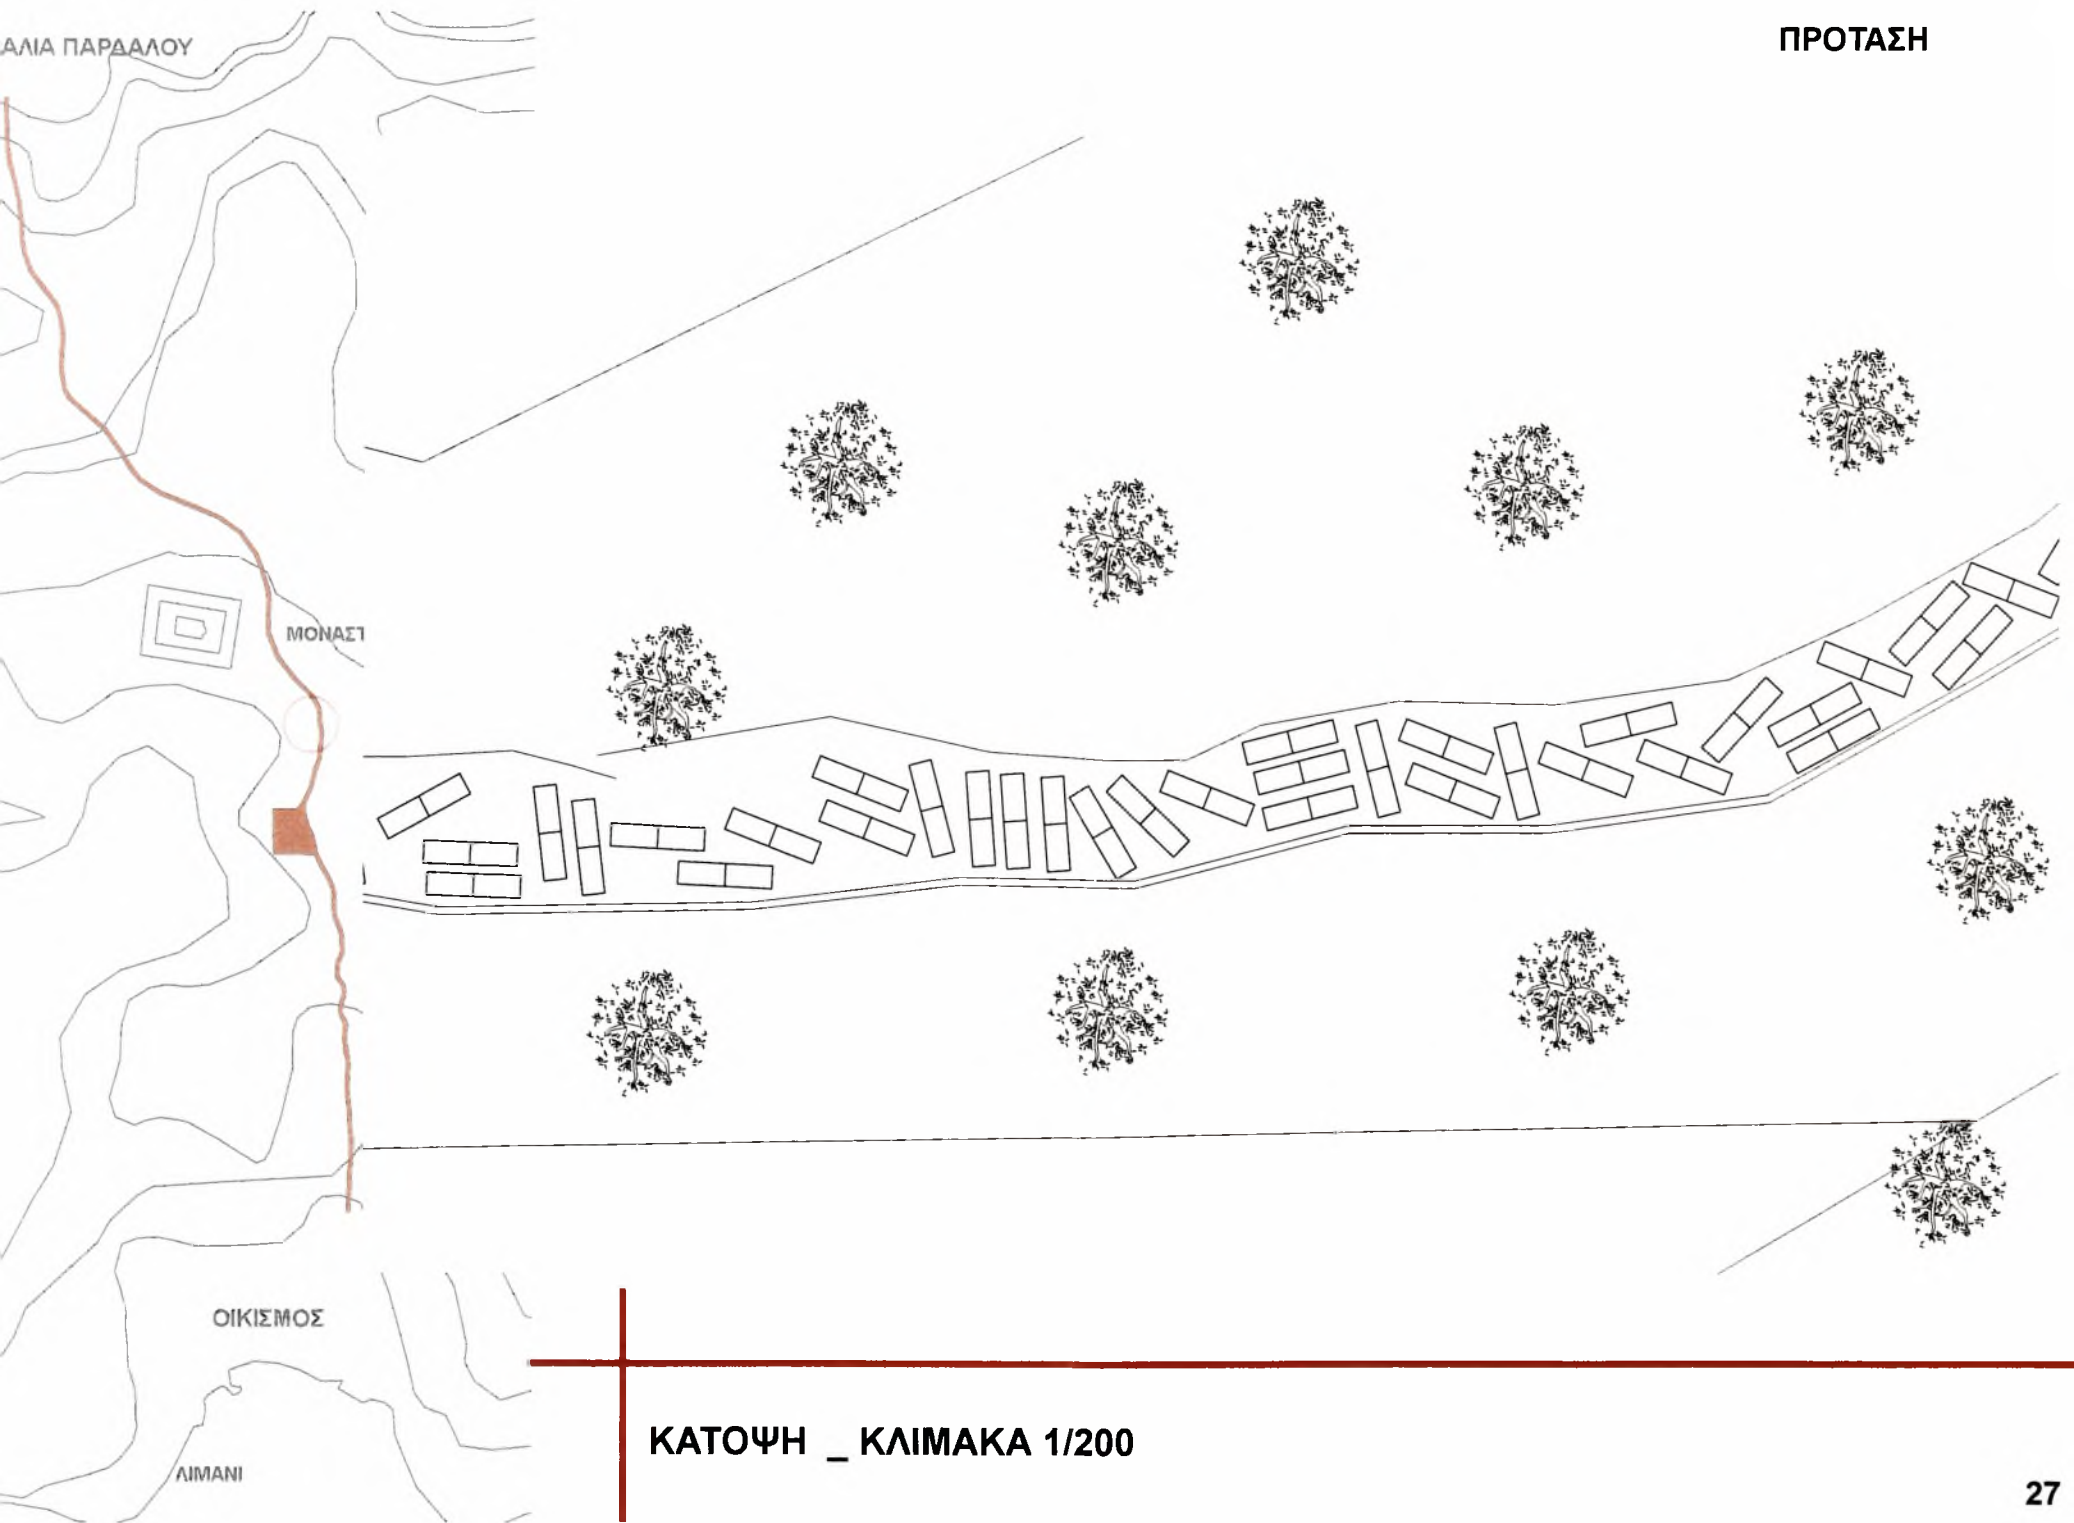 ΠΡΟΤΑΣΗ
ΑΛΙΑ ΠΑΡΔΑΛΟΥ
ΜΟΝΑΣΤ
ΟΙΚΙΣΜΟΣ
ΛΙΜΑΝΙ
ΚΑΤΟΨΗ _ ΚΛΙΜΑΚΑ 1/200
27